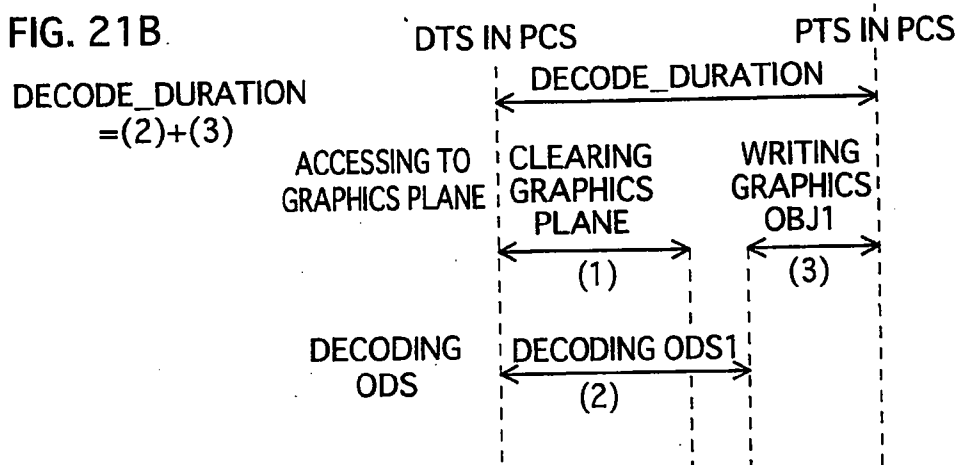 FIG. 21B
DTS IN PCS
PTS IN PCS
DECODE_DURATION
=(2)+(3)
DECODE_DURATION
ACCESSING TO
GRAPHICS PLANE
CLEARING
GRAPHICS
PLANE
(1)
WRITING
GRAPHICS
OBJ1
(3)
DECODING
ODS
DECODING ODS1
(2)